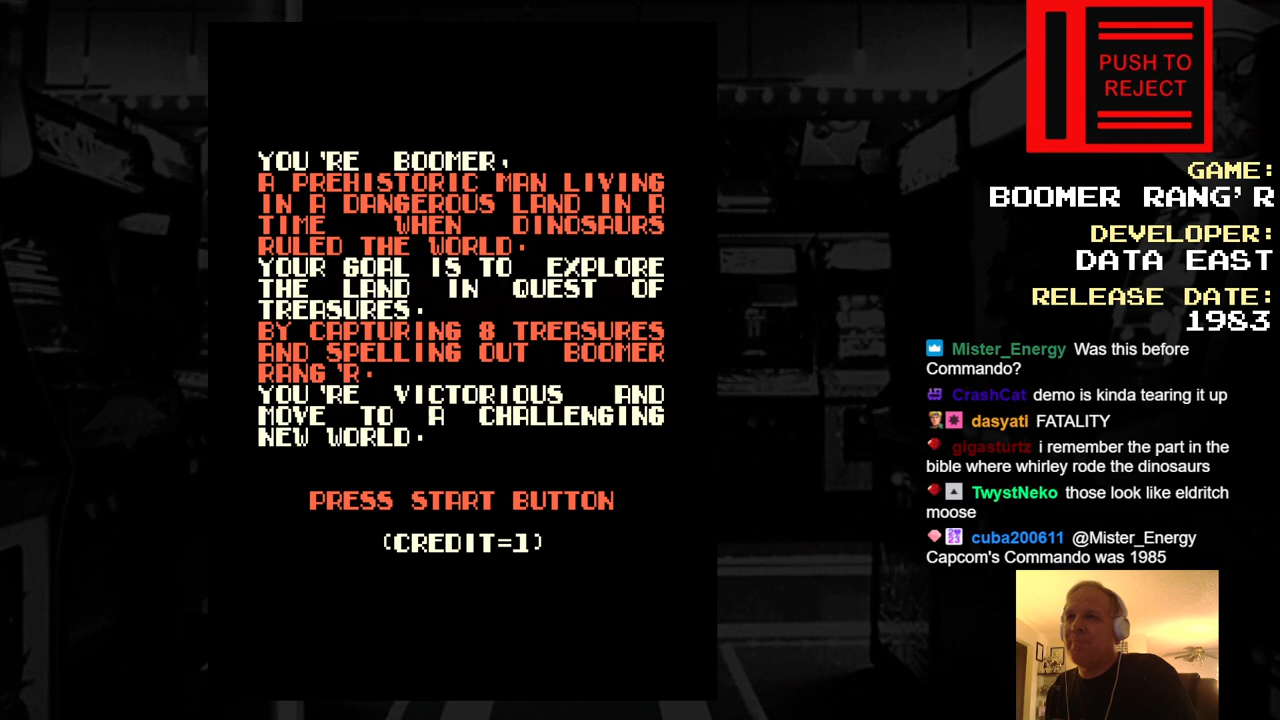 YOU'RE BOOMER,
A PREHISTORIC MAN LIVING
IN A DANGEROUS LAND IN A
TIME WHEN DINOSAURS
RULED THE WORLD.
YOUR GOAL IS TO EXPLORE
THE LAND IN QUEST OF
TREASURES.
BY CAPTURING 8 TREASURES
AND SPELLING OUT BOOMER
RANG'R.
YOU'RE VICTORIOUS AND
MOVE TO A CHALLENGING
NEW WORLD.
PRESS START BUTTON
(CREDIT=1)
PUSH TO
REJECT
GAME:
BOOMER RANG'R
DEVELOPER:
DATA EAST
RELEASE DATE:
1983
Mister_Energy Was this before
Commando?
CrashCat demo is kinda tearing it up
dasyati FATALITY
gigasturtz i remember the part in the
bible where whirley rode the dinosaurs
TwystNeko those look like eldritch
moose
cuba200611 @Mister_Energy
Capcom's Commando was 1985